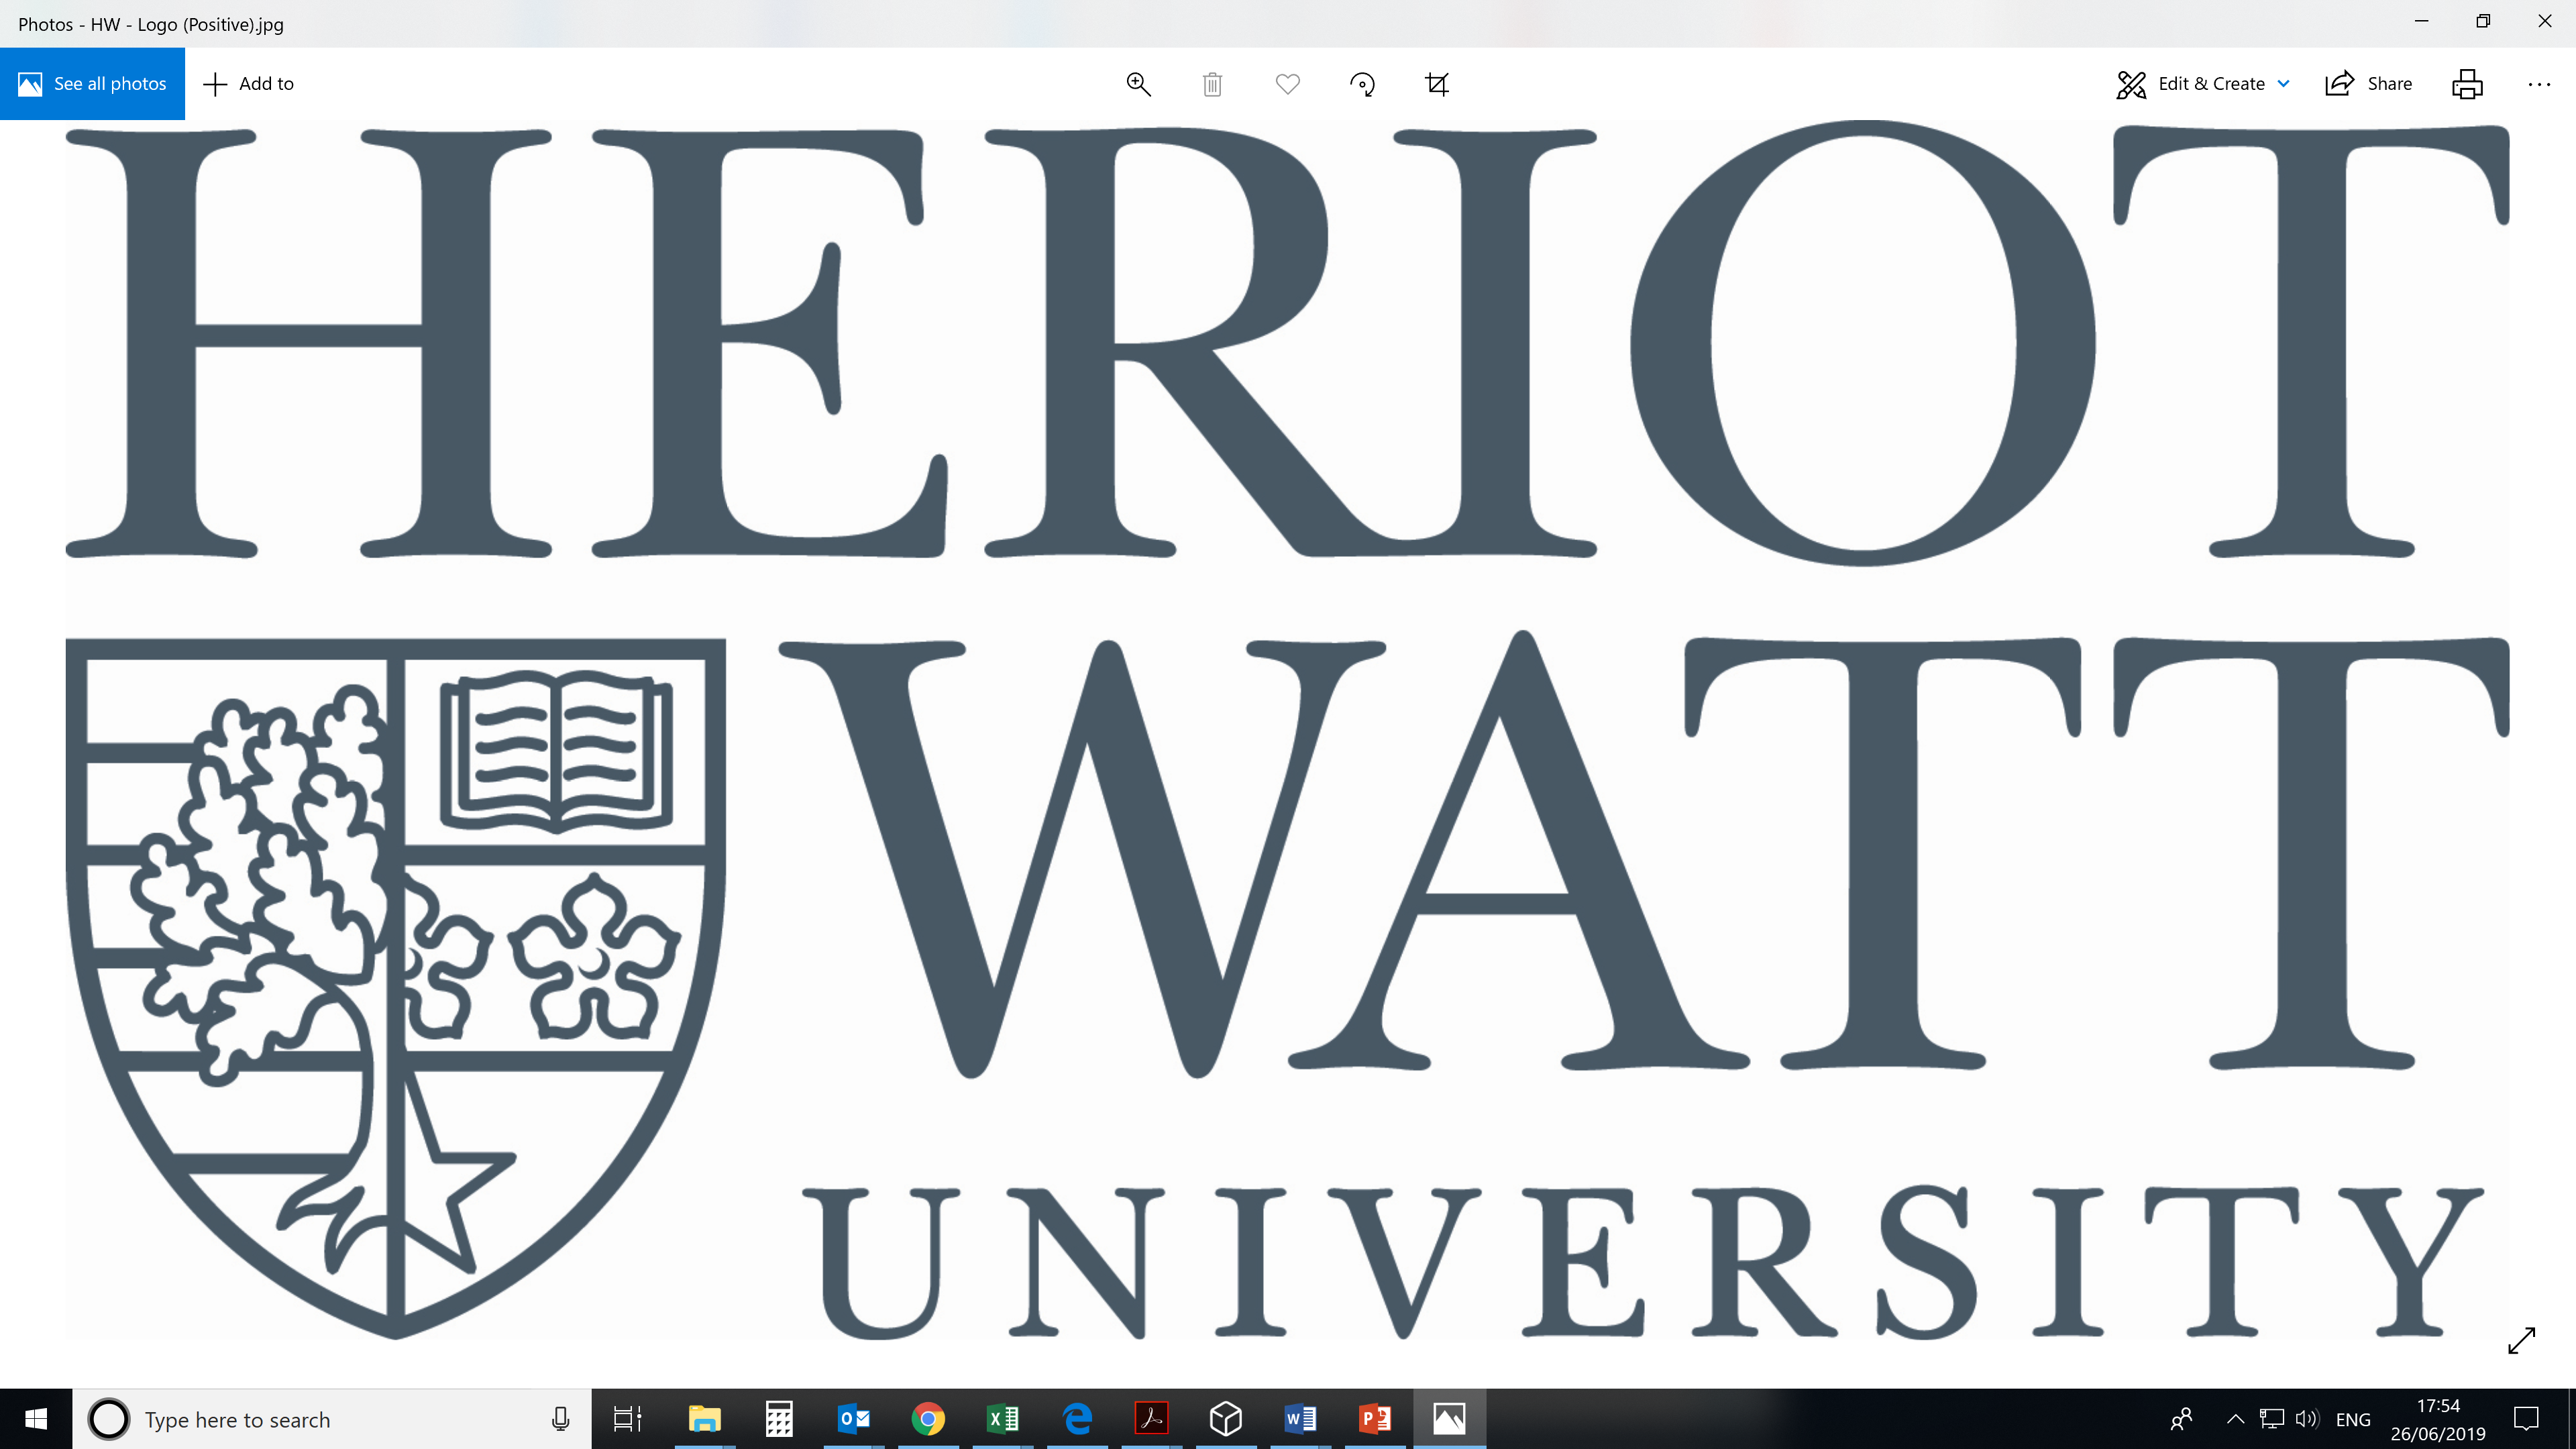 Photos - HW - Logo (Positive).jpg
See all photos
Add to
Edit & Create
Share
HERIOT
WATT
UNIVERSITY
Type here to search
ENG
17:54
26/06/2019